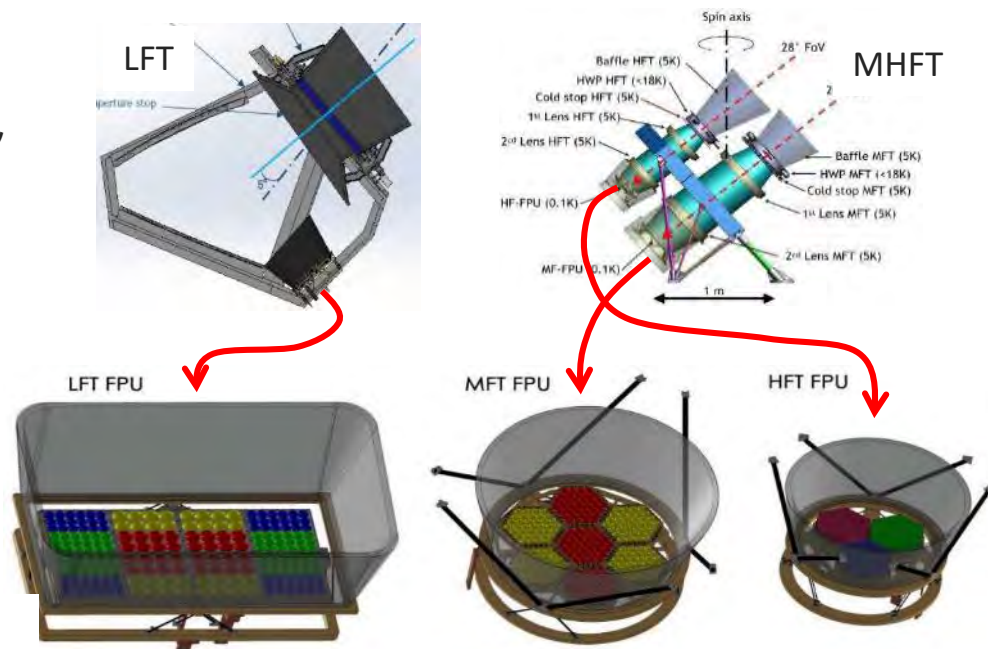 LFT
aperture stop
5°
Spin axis
28° FoV
MHFT
Baffle HFT (5K)
HWP HFT (<18K)
Cold stop HFT (5K)
1st Lens HFT (5K)
2nd Lens HFT (5K)
2
Baffle MFT (5K)
HWP MFT (<18K)
Cold stop MFT (5K)
1st Lens MFT (5K)
HF-FPU (0.1K)
2nd Lens MFT (5K)
MF-FPU (0.1K)
1 m
LFT FPU
MFT FPU
HFT FPU